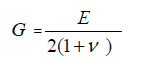 G = E / 2(1+ν )